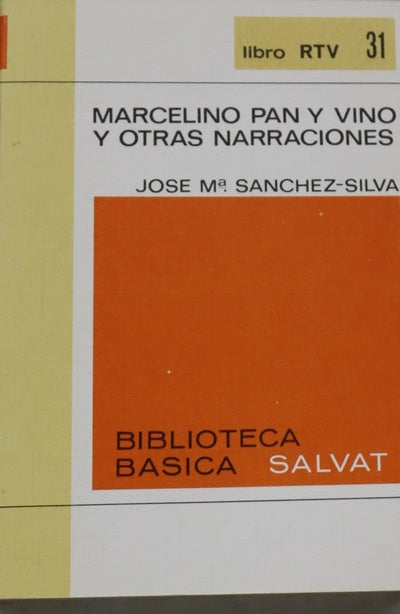 libro RTV 31
MARCELINO PAN Y VINO
Y OTRAS NARRACIONES
JOSE Mª. SANCHEZ-SILVA
BIBLIOTECA
BASICA SALVAT